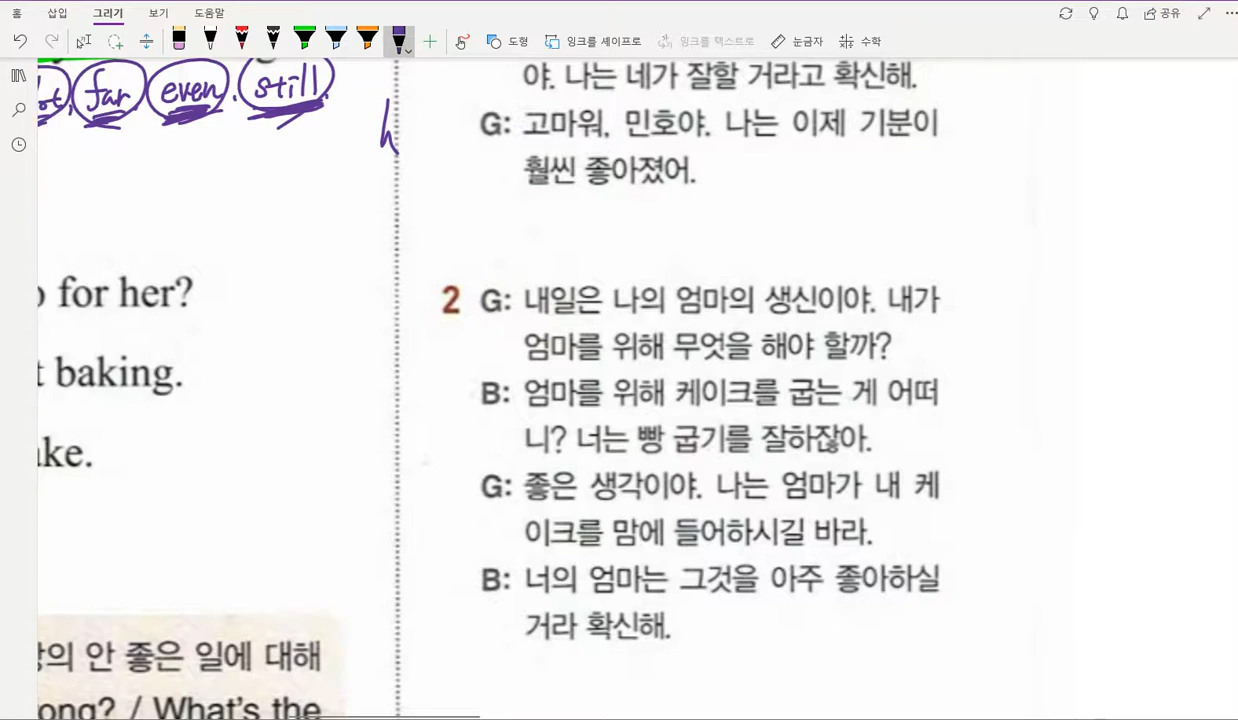 홈 삽입 그리기 보기 도움말
공유
도형 잉크를 셰이프로 잉크를 텍스트로 눈금자 수학
far, even, still
h
for her?
baking.
의 안 좋은 일에 대해
/ What's the
야. 나는 네가 잘할 거라고 확신해.
G: 고마워, 민호야. 나는 이제 기분이
훨씬 좋아졌어.
2 G: 내일은 나의 엄마의 생신이야. 내가
엄마를 위해 무엇을 해야 할까?
B: 엄마를 위해 케이크를 굽는 게 어떠
니? 너는 빵 굽기를 잘하잖아.
G: 좋은 생각이야. 나는 엄마가 내 케
이크를 맘에 들어하시길 바라.
B: 너의 엄마는 그것을 아주 좋아하실
거라 확신해.